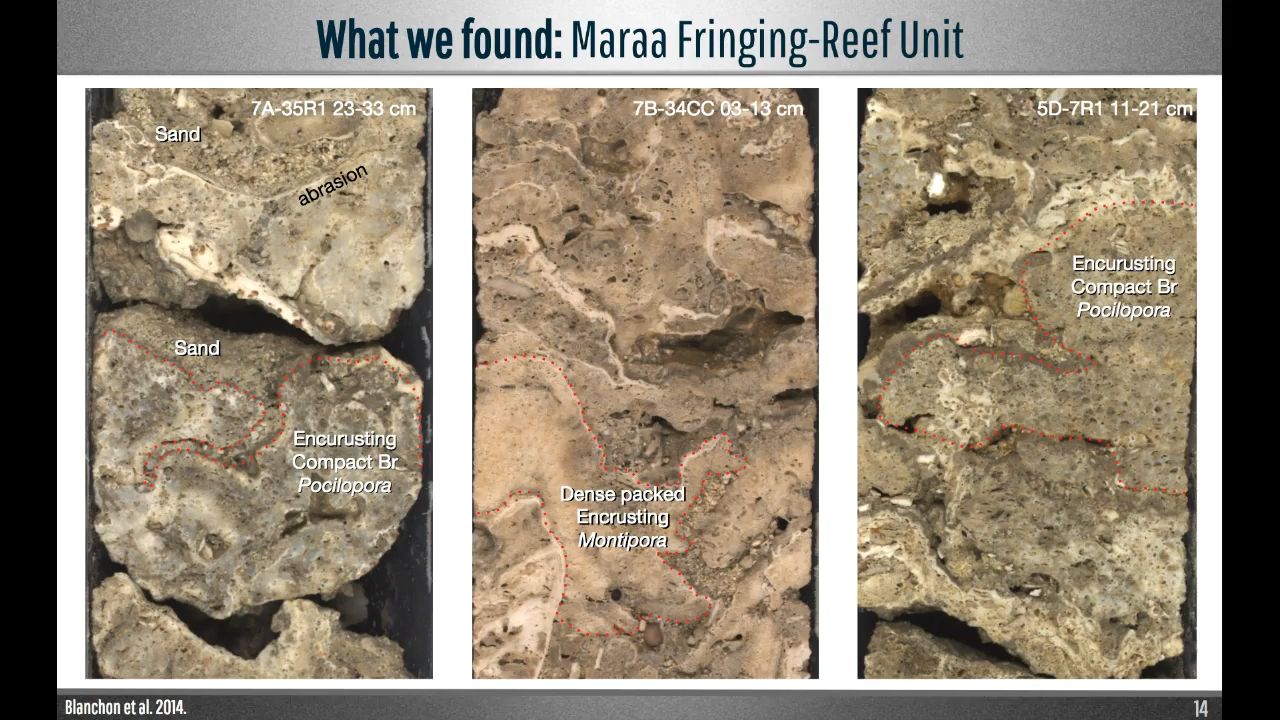 What we found: Maraa Fringing-Reef Unit
7A-35R1 23-33 cm
Sand
abrasion
Sand
Encurusting
Compact Br
Pocilopora
7B-34CC 03-13 cm
Dense packed
Encrusting
Montipora
5D-7R1 11-21 cm
Encurusting
Compact Br
Pocilopora
Blanchon et al. 2014.
14